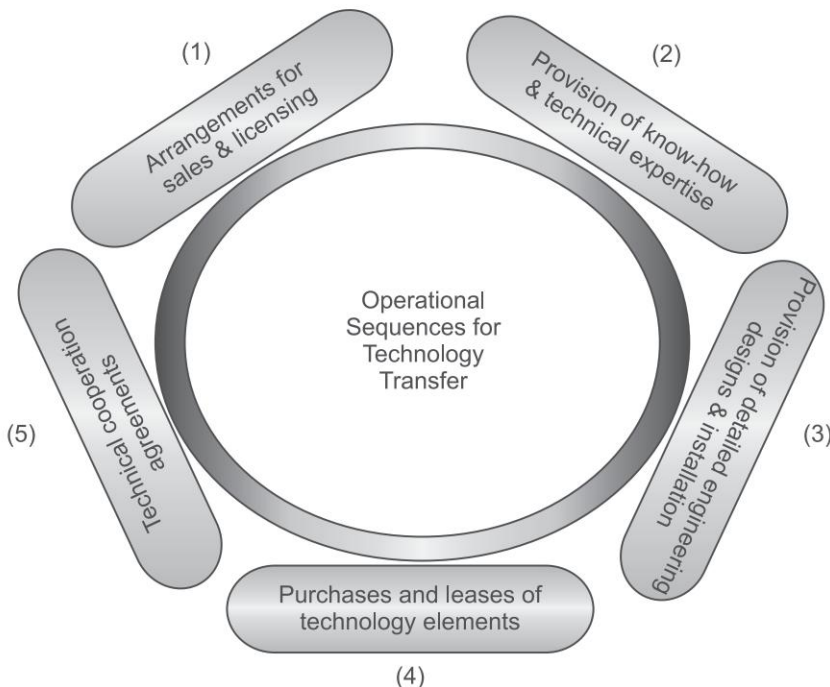 (1)
Arrangements for
sales & licensing
(2)
Provision of know-how
& technical expertise
Provision of detailed engineering
designs & installation
(3)
Operational
Sequences for
Technology
Transfer
Technical cooperation
agreements
(5)
Purchases and leases of
technology elements
(4)